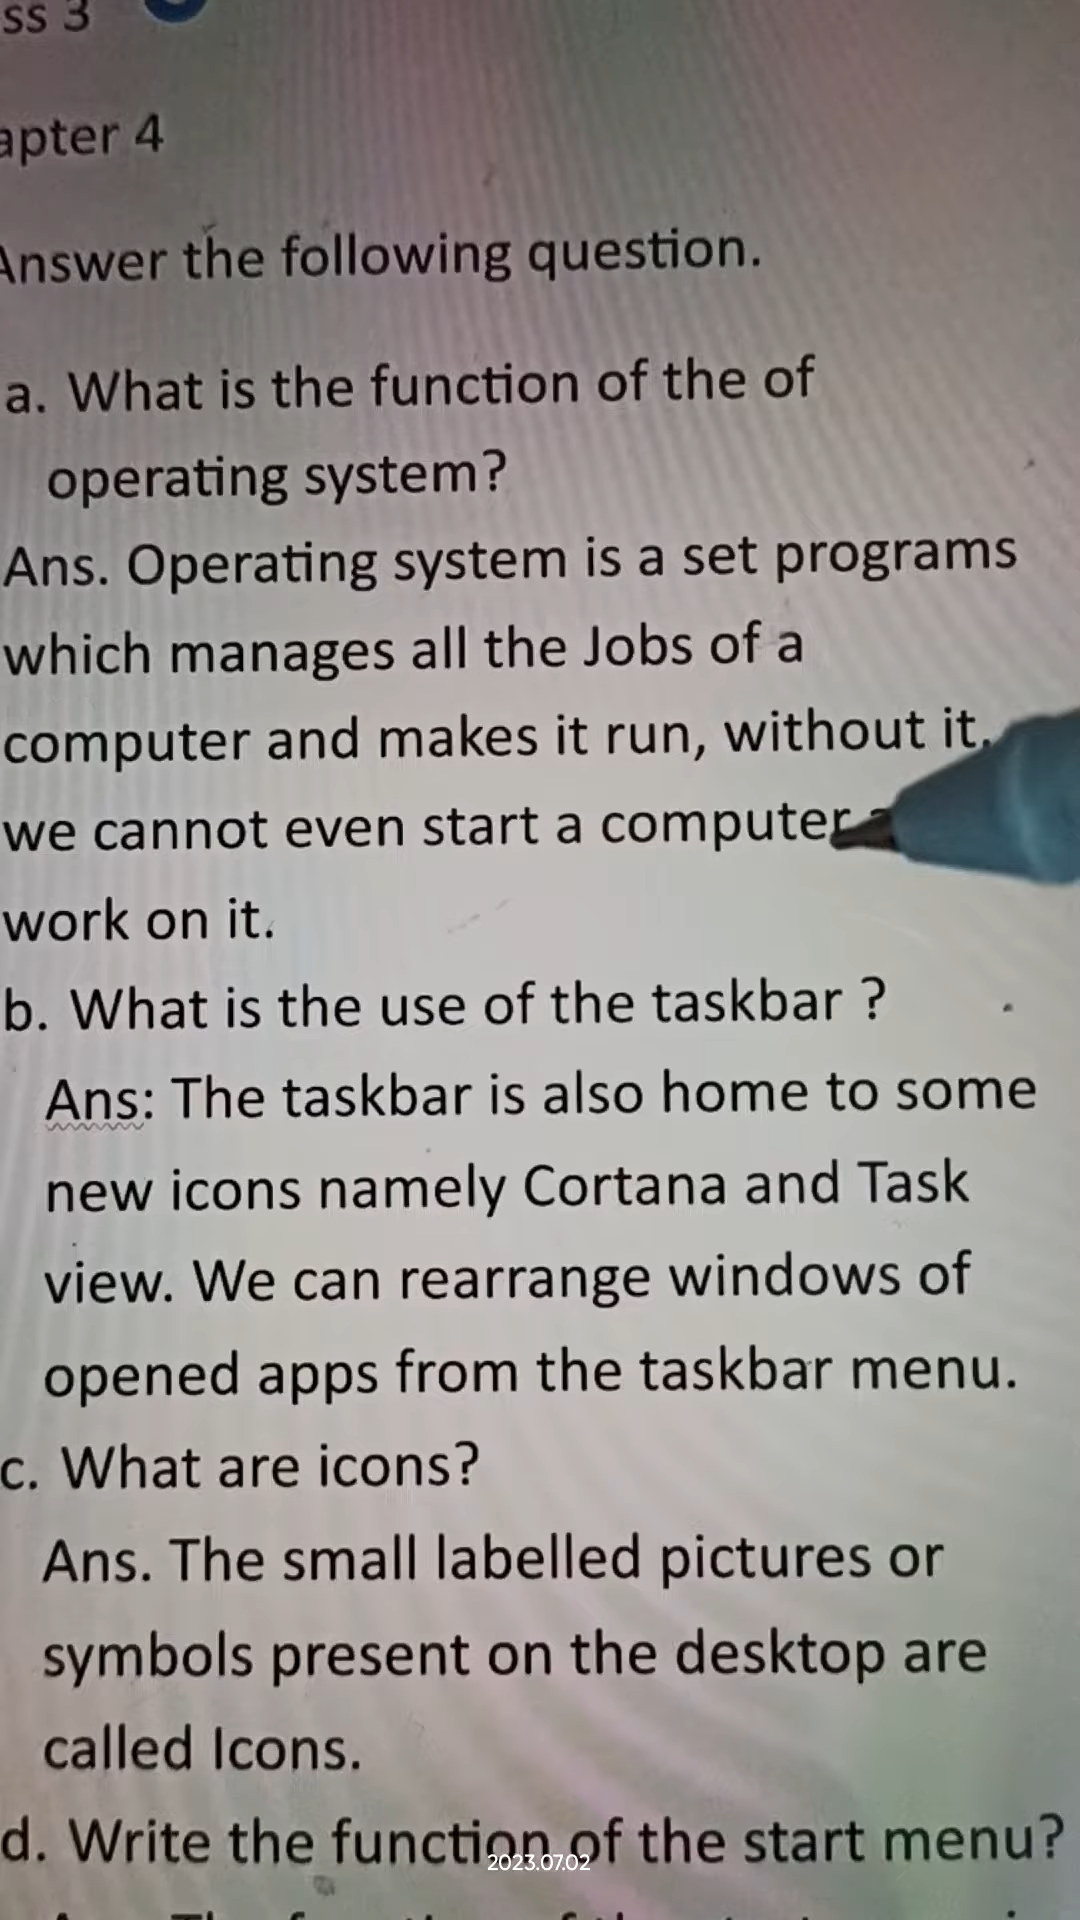 ss 3
apter 4
Answer the following question.
a. What is the function of the of
operating system?
Ans. Operating system is a set programs
which manages all the Jobs of a
computer and makes it run, without it,
we cannot even start a computer
work on it.
b. What is the use of the taskbar ?
Ans: The taskbar is also home to some
new icons namely Cortana and Task
view. We can rearrange windows of
opened apps from the taskbar menu.
c. What are icons?
Ans. The small labelled pictures or
symbols present on the desktop are
called Icons.
d. Write the function of the start menu?
2023.07.02